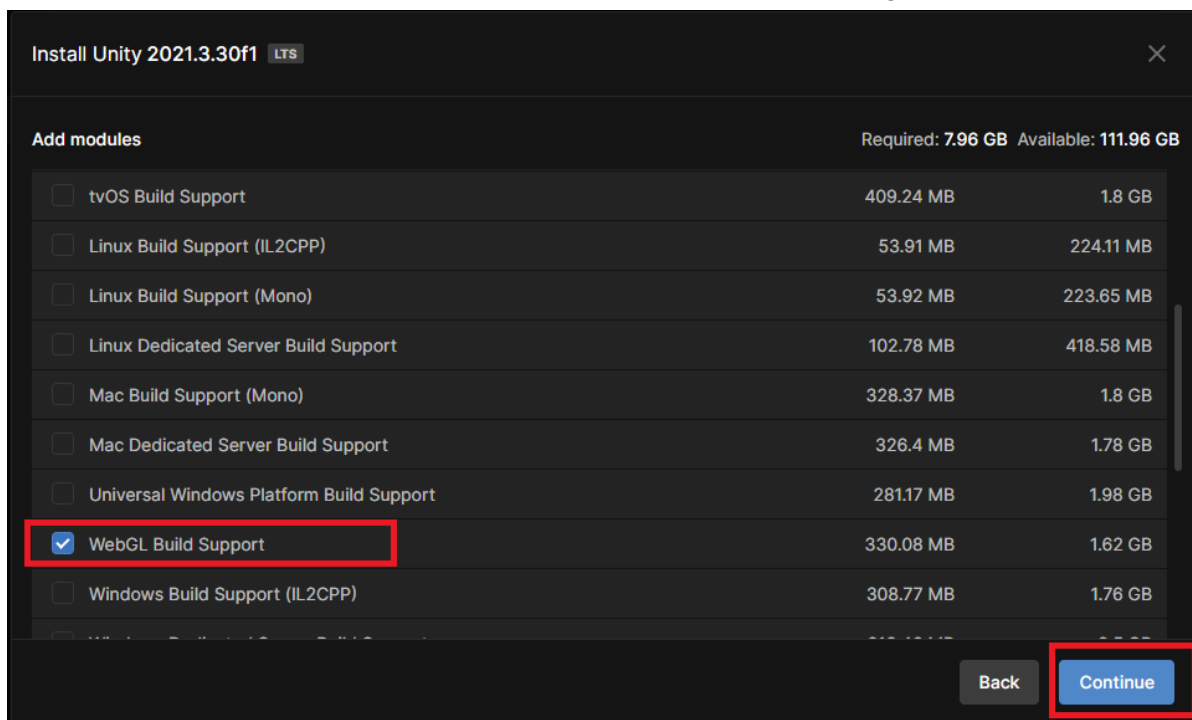 Install Unity 2021.3.30f1 LTS
Add modules Required: 7.96 GB Available: 111.96 GB
tvOS Build Support 409.24 MB 1.8 GB
Linux Build Support (IL2CPP) 53.91 MB 224.11 MB
Linux Build Support (Mono) 53.92 MB 223.65 MB
Linux Dedicated Server Build Support 102.78 MB 418.58 MB
Mac Build Support (Mono) 328.37 MB 1.8 GB
Mac Dedicated Server Build Support 326.4 MB 1.78 GB
Universal Windows Platform Build Support 281.17 MB 1.98 GB
WebGL Build Support 330.08 MB 1.62 GB
Windows Build Support (IL2CPP) 308.77 MB 1.76 GB
Back Continue